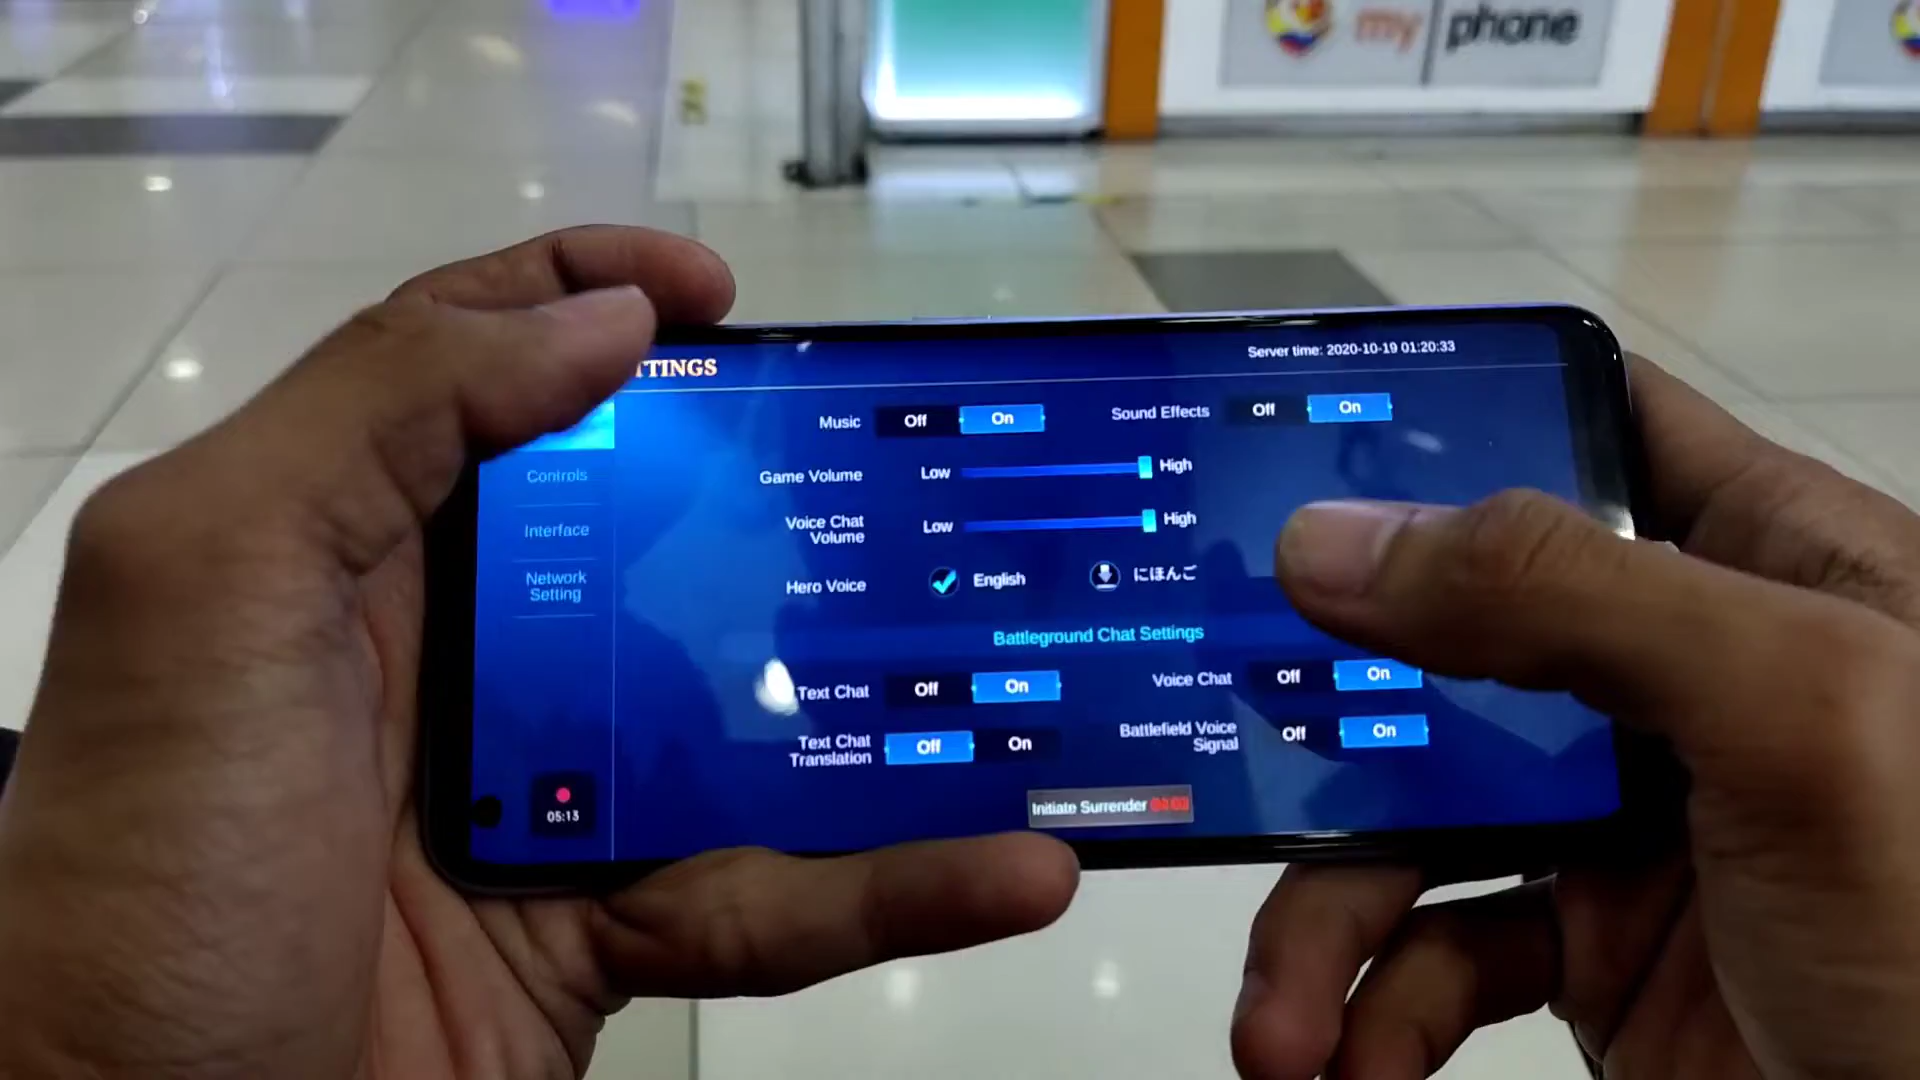 my phone
TTINGS
Server time: 2020-10-19 01:20:33
Music Off On Sound Effects Off On
Controls
Game Volume Low High
Interface
Voice Chat Volume Low High
Network Setting
Hero Voice English にほんご
Battleground Chat Settings
Text Chat Off On Voice Chat Off On
Text Chat Translation Off On Battlefield Voice Signal Off On
05:13
Initiate Surrender